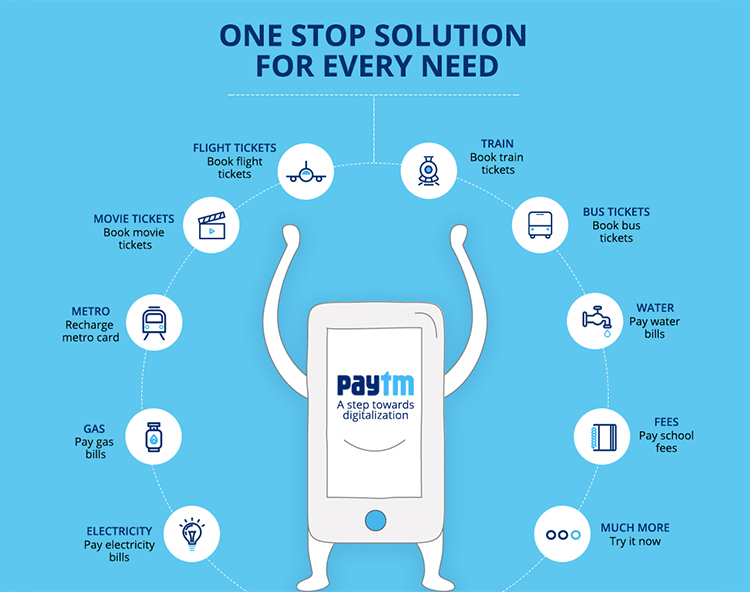 ONE STOP SOLUTION
FOR EVERY NEED
FLIGHT TICKETS
Book flight
tickets
TRAIN
Book train
tickets
MOVIE TICKETS
Book movie
tickets
BUS TICKETS
Book bus
tickets
METRO
Recharge
metro card
WATER
Pay water
bills
paytm
A step towards
digitalization
GAS
Pay gas
bills
FEES
Pay school
fees
ELECTRICITY
Pay electricity
bills
MUCH MORE
Try it now